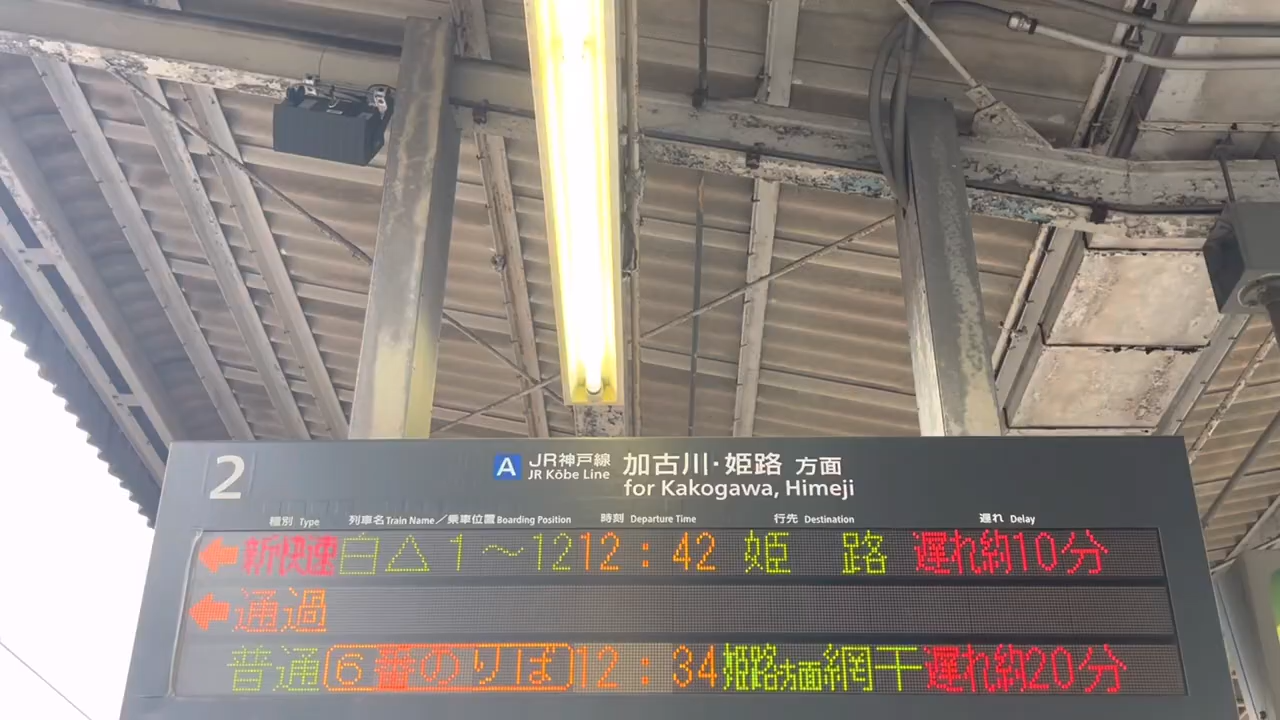 2 A JR神戸線 加古川・姫路 方面
JR Kōbe Line for Kakogawa, Himeji
種別 Type 列車名 Train Name／乗車位置 Boarding Position 時刻 Departure Time 行先 Destination 遅れ Delay
←新快速 白△ 1～12 12:42 姫路 遅れ約10分
←通過
普通 6番のりば 12:34 姫路方面網干 遅れ約20分